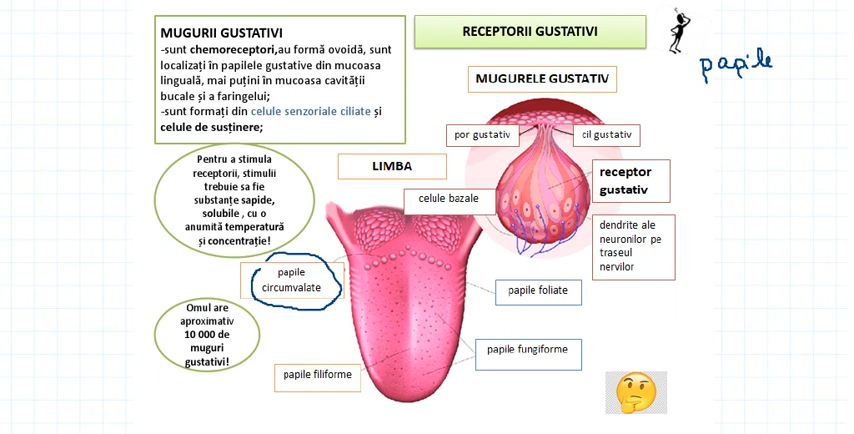 MUGURII GUSTATIVI
-sunt chemoreceptori,au formă ovoidă, sunt
localizați în papilele gustative din mucoasa
linguală, mai puțini în mucoasa cavității
bucale și a faringelui;
-sunt formați din celule senzoriale ciliate și
celule de susținere;
RECEPTORII GUSTATIVI
papile
MUGURELE GUSTATIV
por gustativ
cil gustativ
Pentru a stimula
receptorii, stimulii
trebuie sa fie
substanțe sapide,
solubile , cu o
anumită temperatură
și concentrație!
LIMBA
receptor
gustativ
celule bazale
dendrite ale
neuronilor pe
traseul
nervilor
papile
circumvalate
papile foliate
Omul are
aproximativ
10 000 de
muguri
gustativi!
papile fungiforme
papile filiforme